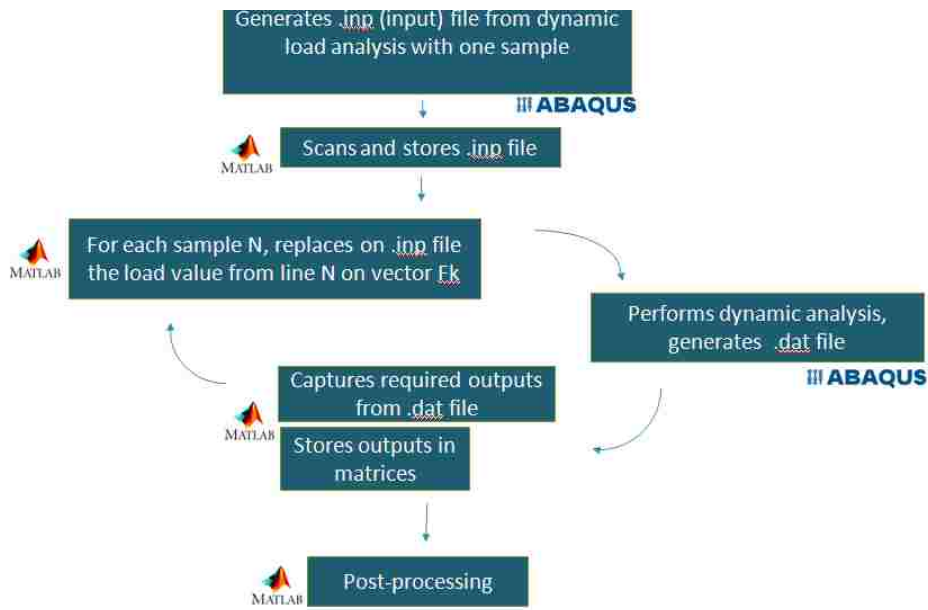 Generates .inp (input) file from dynamic
load analysis with one sample
ABAQUS
MATLAB
Scans and stores .inp file
MATLAB
For each sample N, replaces on .inp file
the load value from line N on vector Fk
Performs dynamic analysis,
generates .dat file
ABAQUS
MATLAB
Captures required outputs
from .dat file
Stores outputs in
matrices
MATLAB
Post-processing